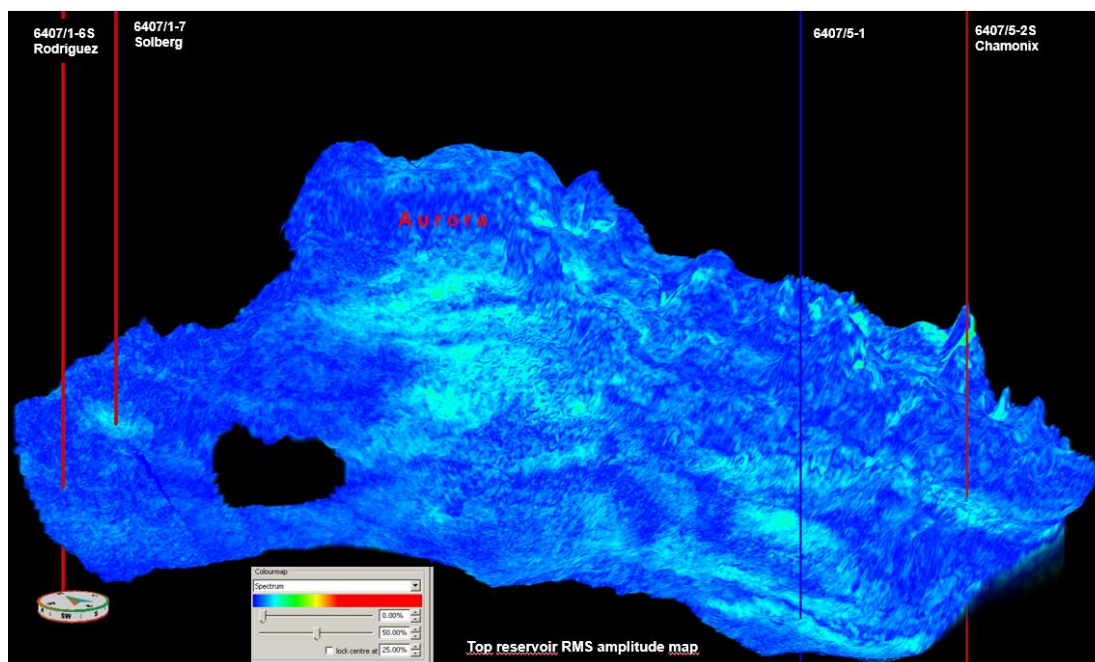 6407/1-6S
Rodriguez
6407/1-7
Solberg
6407/5-1
6407/5-2S
Chamonix
Aurora
Colourmap
Spectrum
0.00%
50.00%
lock centre at 25.00%
SW
S
Top reservoir RMS amplitude map